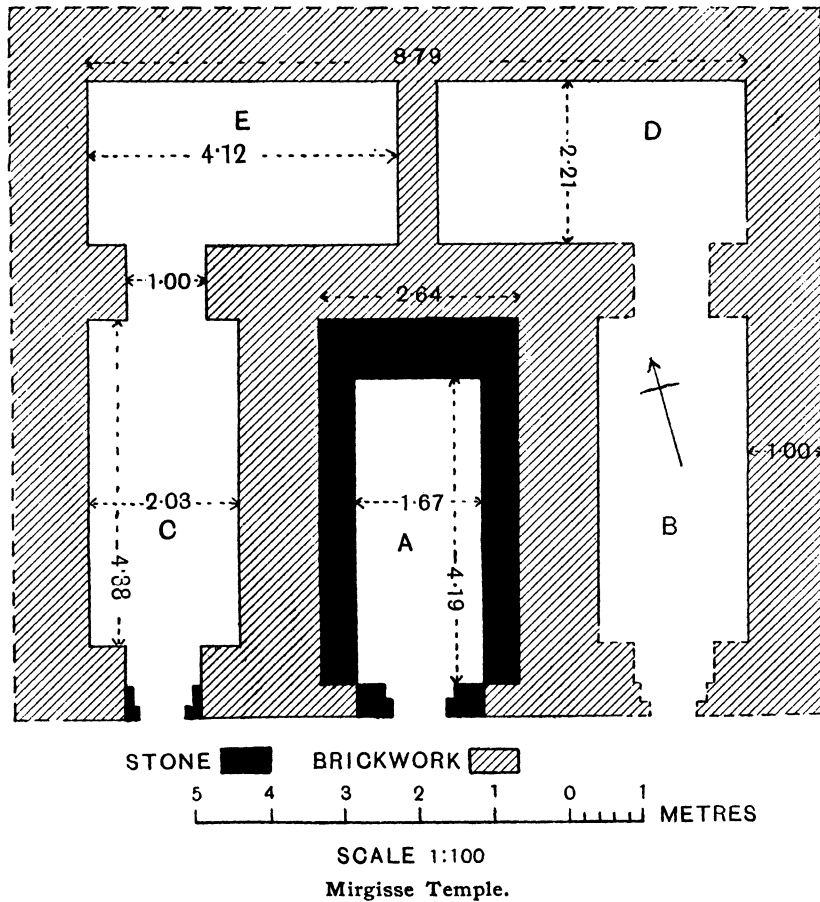 8·79
E
D
4·12
2·21
1·00
2·64
1·00
2·03
1·67
C
A
B
4·38
4·19
STONE BRICKWORK
5 4 3 2 1 0 1
METRES
SCALE 1:100
Mirgisse Temple.